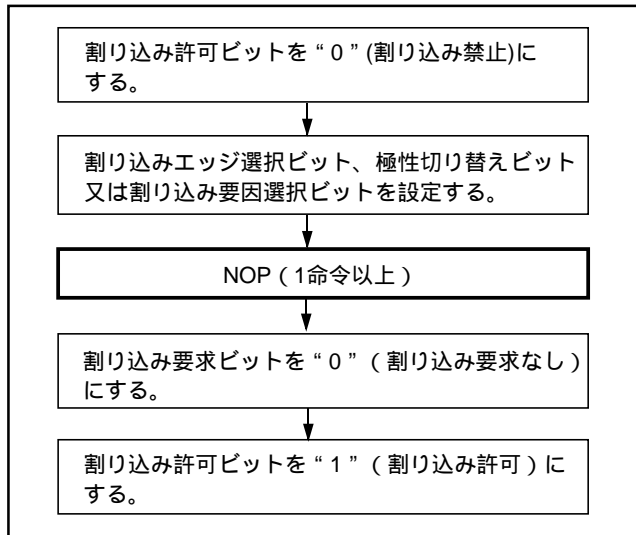 割り込み許可ビットを“0”(割り込み禁止)に
する。
割り込みエッジ選択ビット、極性切り替えビット
又は割り込み要因選択ビットを設定する。
NOP(1命令以上)
割り込み要求ビットを“0”(割り込み要求なし)
にする。
割り込み許可ビットを“1”(割り込み許可)に
する。